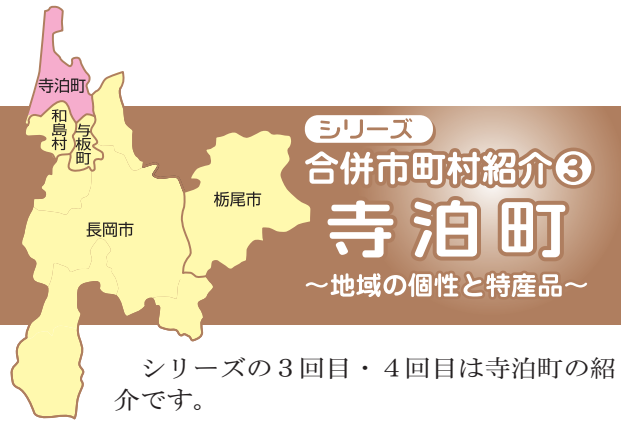 寺泊町
和島村
与板町
長岡市
栃尾市
シリーズ
合併市町村紹介❸
寺泊町
～地域の個性と特産品～
シリーズの３回目・４回目は寺泊町の紹
介です。